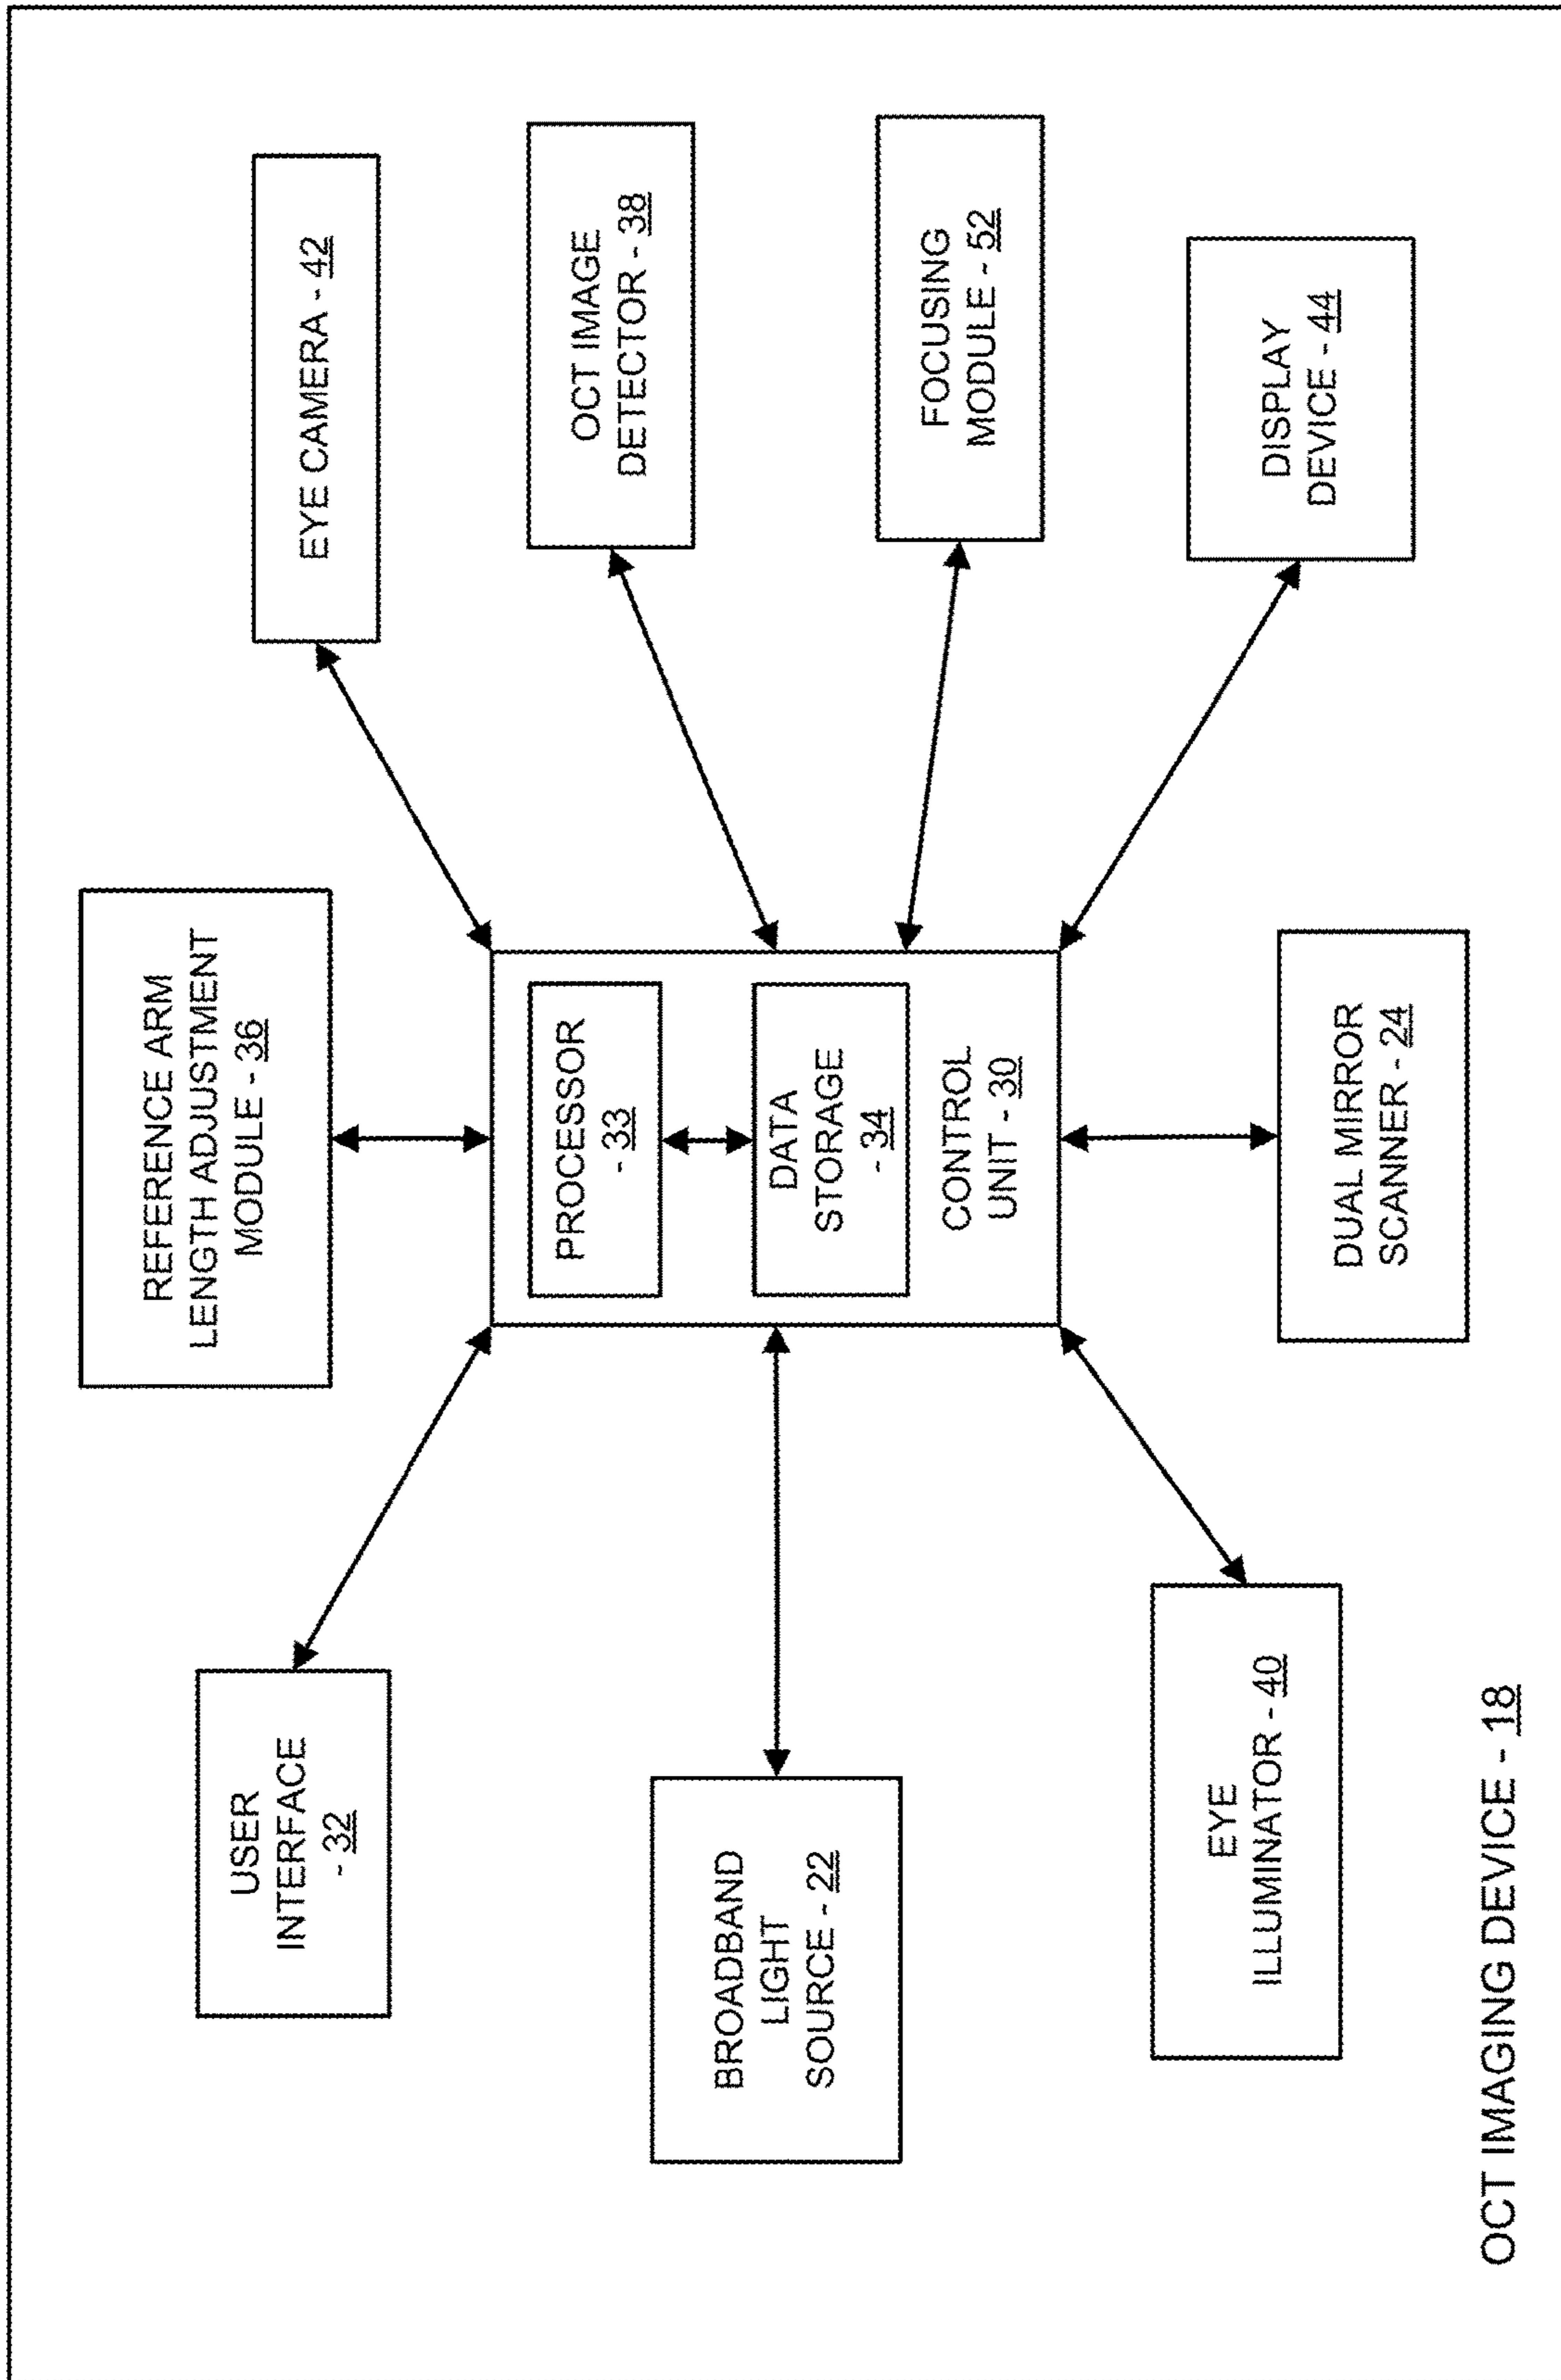 USER
INTERFACE
- 32
REFERENCE ARM
LENGTH ADJUSTMENT
MODULE - 36
EYE CAMERA - 42
BROADBAND
LIGHT
SOURCE - 22
PROCESSOR
- 33
DATA
STORAGE
- 34
CONTROL
UNIT - 30
OCT IMAGE
DETECTOR - 38
FOCUSING
MODULE - 52
EYE
ILLUMINATOR - 40
DUAL MIRROR
SCANNER - 24
DISPLAY
DEVICE - 44
OCT IMAGING DEVICE - 18